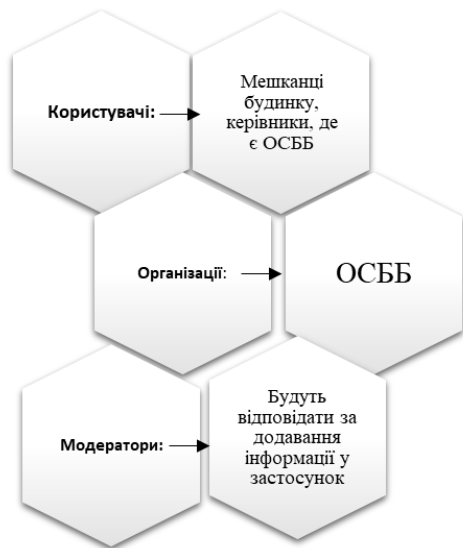 Користувачі:
Мешканці
будинку,
керівники, де
є ОСББ
Організації:
ОСББ
Модератори:
Будуть
відповідати за
додавання
інформації у
застосунок